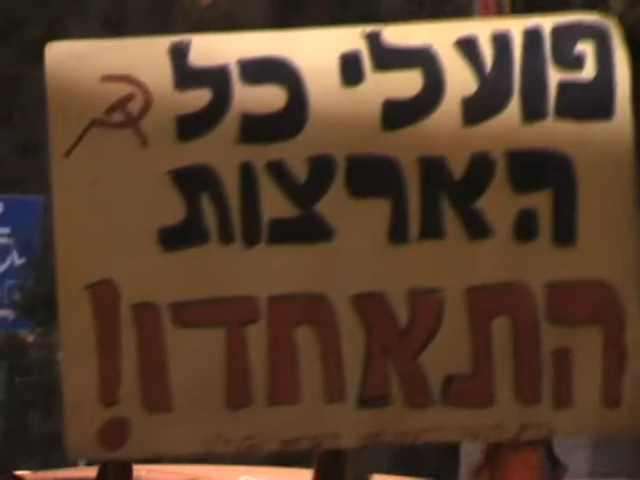 פועלי כל
הארצות
התאחדו!